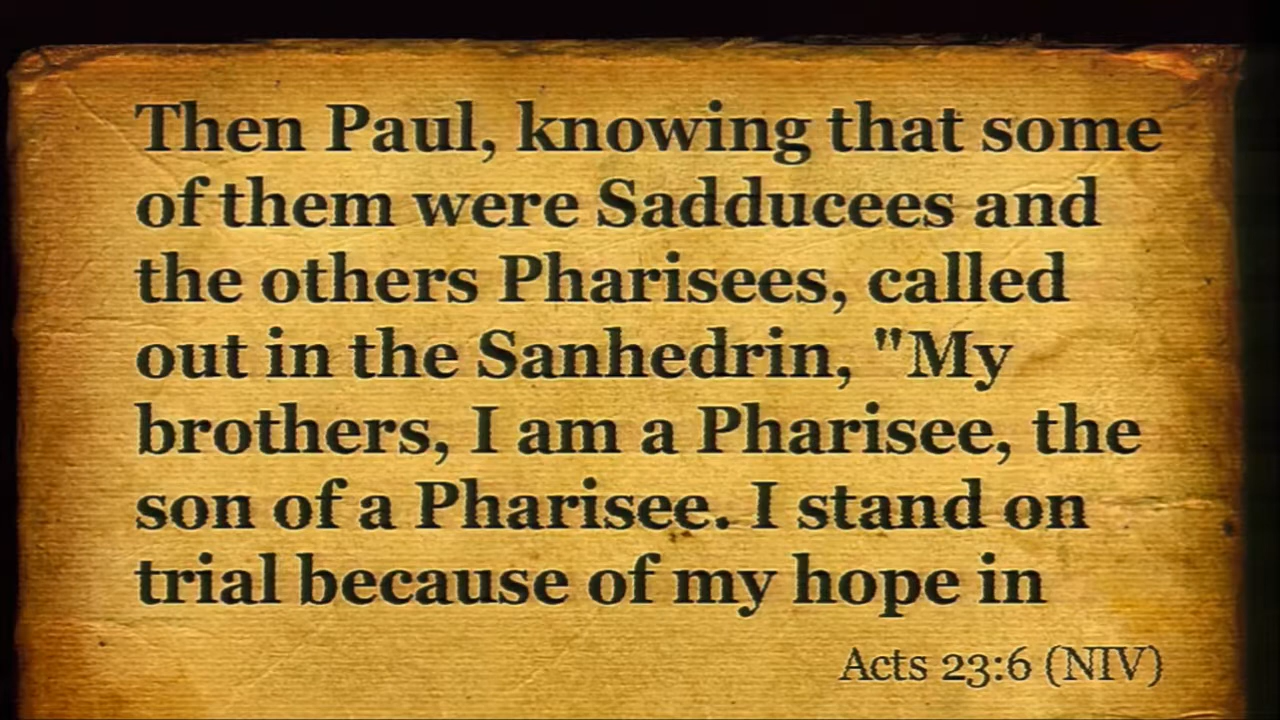 Then Paul, knowing that some
of them were Sadducees and
the others Pharisees, called
out in the Sanhedrin, "My
brothers, I am a Pharisee, the
son of a Pharisee. I stand on
trial because of my hope in
Acts 23:6 (NIV)